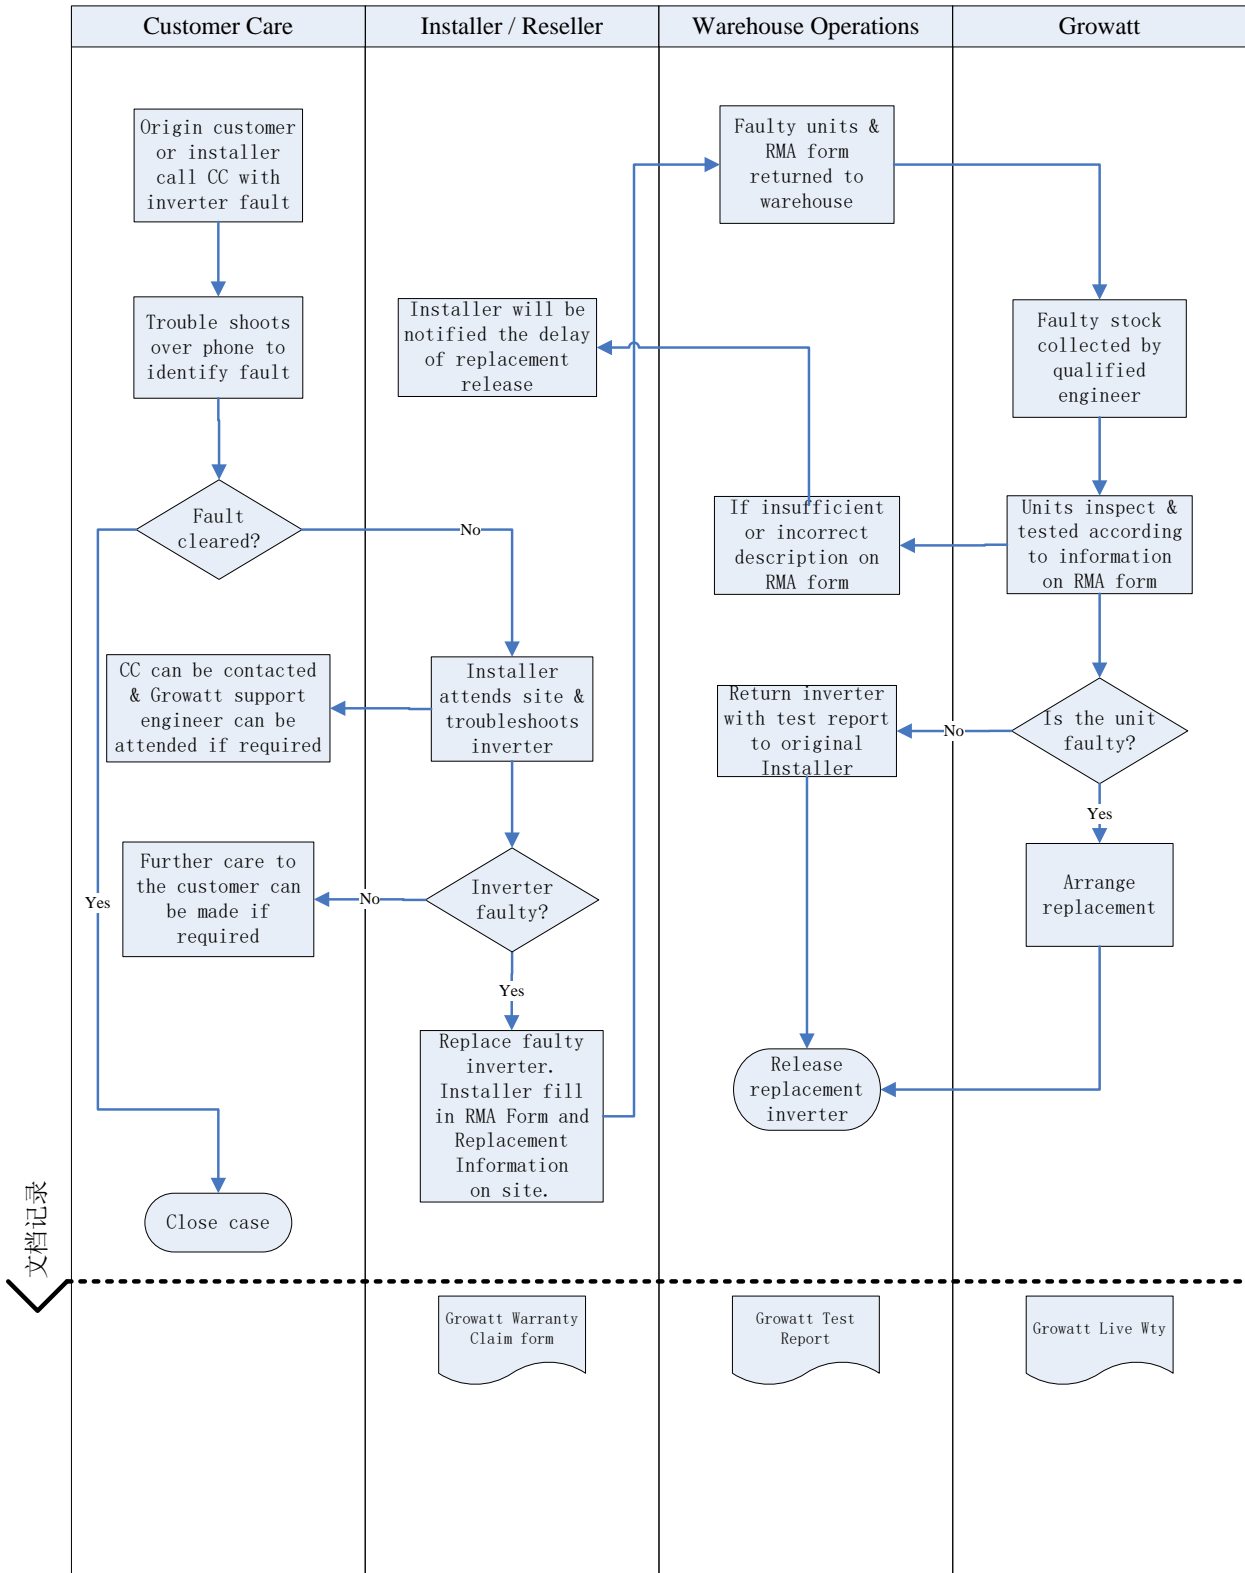 Customer Care
Installer / Reseller
Warehouse Operations
Growatt
Origin customer
or installer
call CC with
inverter fault
Trouble shoots
over phone to
identify fault
Fault
cleared?
No
Yes
CC can be contacted
& Growatt support
engineer can be
attended if required
Further care to
the customer can
be made if
required
Close case
Installer will be
notified the delay
of replacement
release
Installer
attends site &
troubleshoots
inverter
Inverter
faulty?
No
Yes
Replace faulty
inverter.
Installer fill
in RMA Form and
Replacement
Information
on site.
Faulty units &
RMA form
returned to
warehouse
If insufficient
or incorrect
description on
RMA form
Return inverter
with test report
to original
Installer
Release
replacement
inverter
Faulty stock
collected by
qualified
engineer
Units inspect &
tested according
to information
on RMA form
Is the unit
faulty?
No
Yes
Arrange
replacement
文档记录
Growatt Warranty
Claim form
Growatt Test
Report
Growatt Live Wty